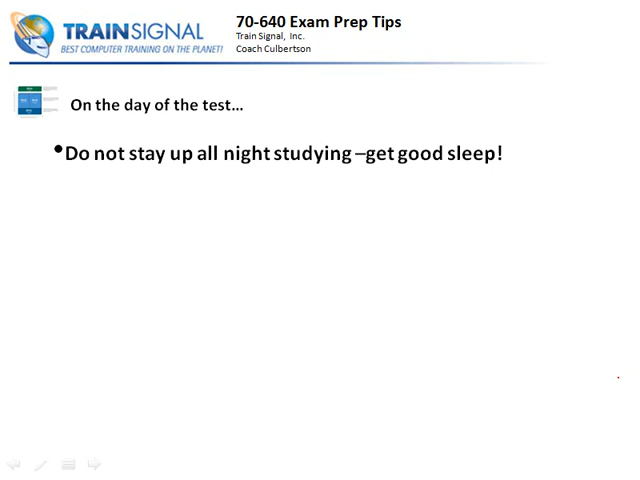 TRAINSIGNAL
BEST COMPUTER TRAINING ON THE PLANET!
70-640 Exam Prep Tips
Train Signal, Inc.
Coach Culbertson
On the day of the test...
•Do not stay up all night studying –get good sleep!